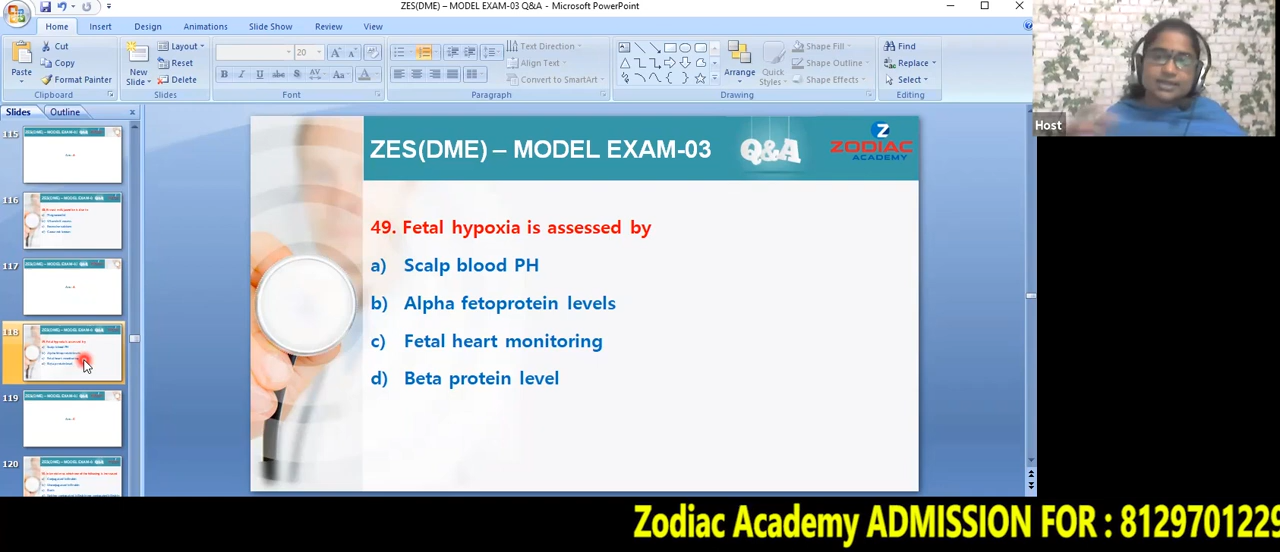 ZES(DME) – MODEL EXAM-03 Q&A - Microsoft PowerPoint
Home Insert Design Animations Slide Show Review View
Cut
Copy
Format Painter
Paste
Clipboard
New Slide
Layout
Reset
Delete
Slides
20
Font
Text Direction
Align Text
Convert to SmartArt
Paragraph
Arrange
Quick Styles
Shape Fill
Shape Outline
Shape Effects
Drawing
Find
Replace
Select
Editing
Slides Outline
115
116
117
118
119
120
ZES(DME) – MODEL EXAM-03
Q&A
Z
ZODIAC
ACADEMY
49. Fetal hypoxia is assessed by
a) Scalp blood PH
b) Alpha fetoprotein levels
c) Fetal heart monitoring
d) Beta protein level
Host
Zodiac Academy ADMISSION FOR : 8129701229